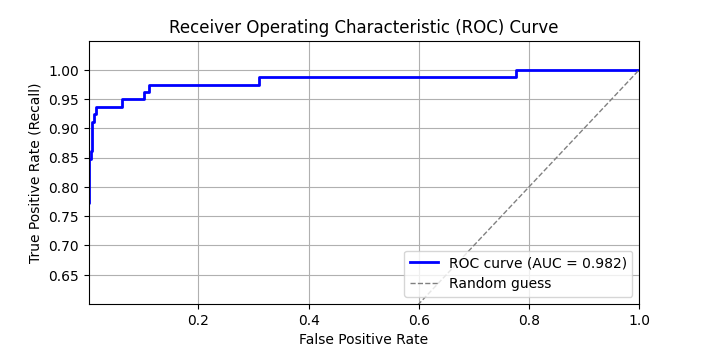 Receiver Operating Characteristic (ROC) Curve
True Positive Rate (Recall)
1.00
0.95
0.90
0.85
0.80
0.75
0.70
0.65
ROC curve (AUC = 0.982)
Random guess
0.2 0.4 0.6 0.8 1.0
False Positive Rate